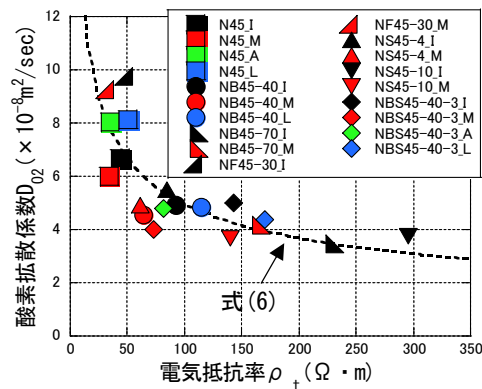 酸素拡散係数D02(×10-8m2/sec)
12
10
8
6
4
2
0
0 50 100 150 200 250 300 350
電気抵抗率ρt(Ω・m)
N45_I
N45_M
N45_A
N45_L
NB45-40_I
NB45-40_M
NB45-40_L
NB45-70_I
NB45-70_M
NF45-30_I
NF45-30_M
NS45-4_I
NS45-4_M
NS45-10_I
NS45-10_M
NBS45-40-3_I
NBS45-40-3_M
NBS45-40-3_A
NBS45-40-3_L
式(6)